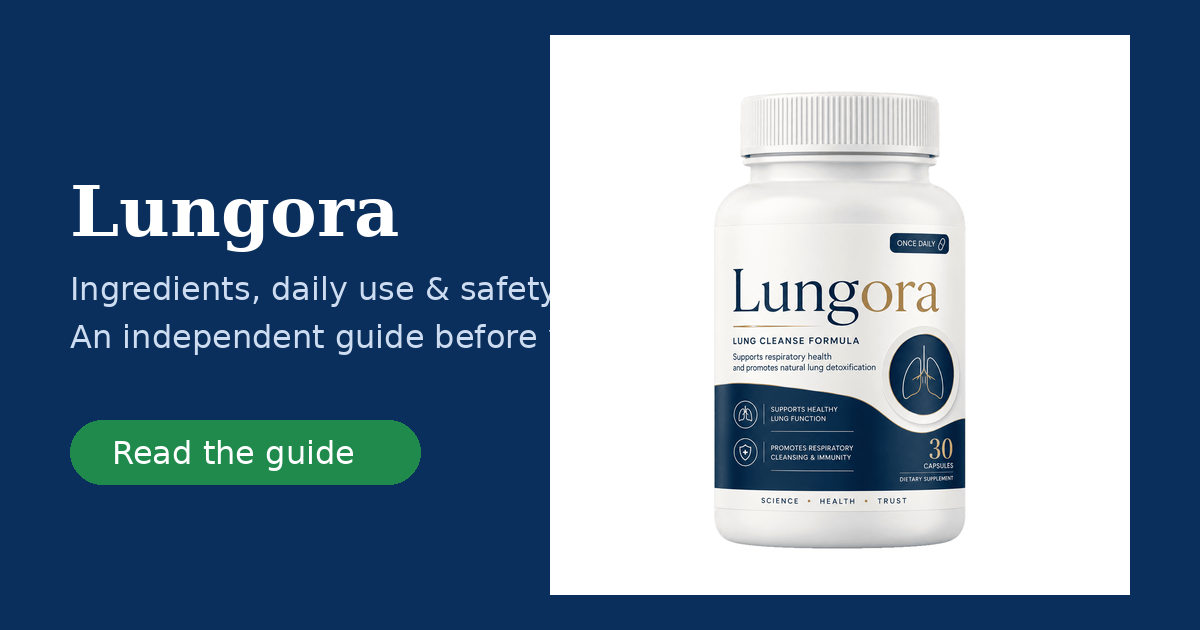 Lungora
Ingredients, daily use & safety
An independent guide before
Read the guide
ONCE DAILY
Lungora
LUNG CLEANSE FORMULA
Supports respiratory health
and promotes natural lung detoxification
SUPPORTS HEALTHY
LUNG FUNCTION
PROMOTES RESPIRATORY
CLEANSING & IMMUNITY
30
CAPSULES
DIETARY SUPPLEMENT
SCIENCE • HEALTH • TRUST